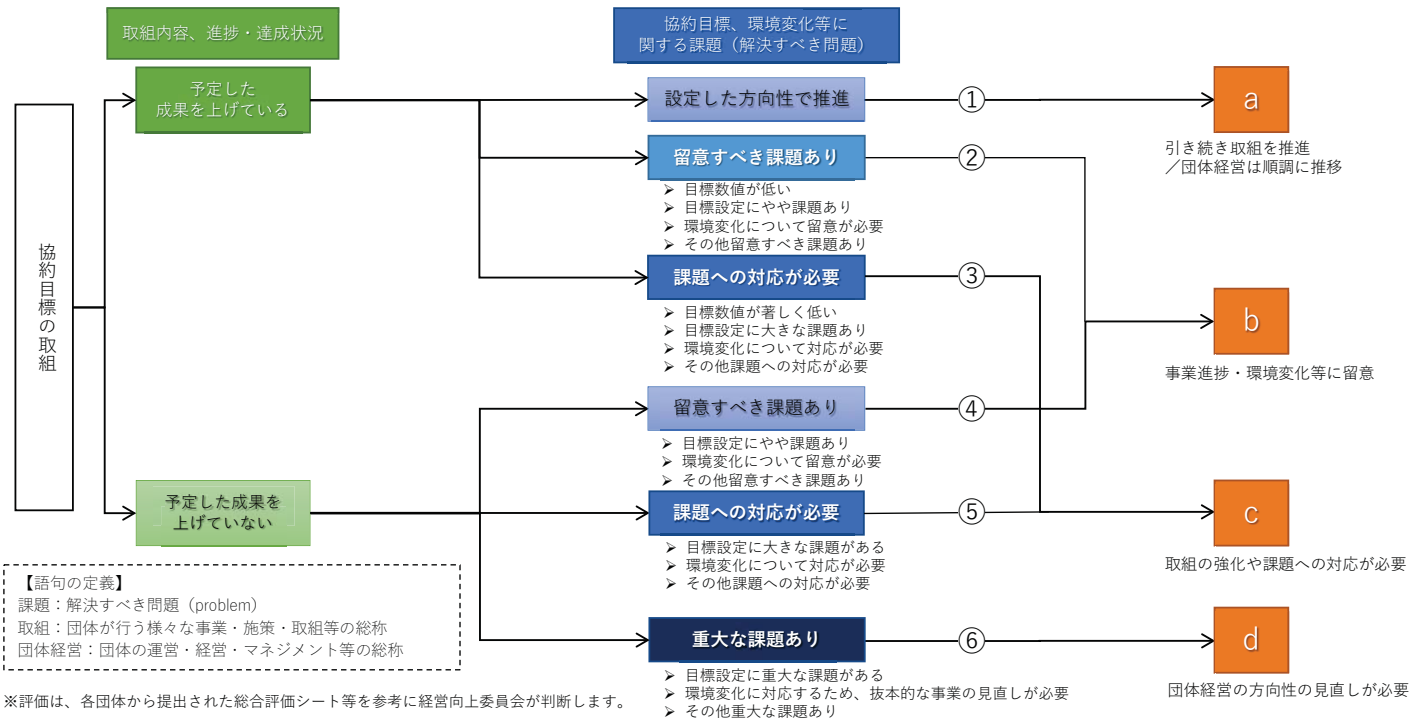 取組内容、進捗・達成状況
協約目標、環境変化等に
関する課題（解決すべき問題）
協約目標の取組
予定した
成果を上げている
設定した方向性で推進
①
a
引き続き取組を推進
／団体経営は順調に推移
留意すべき課題あり
②
➢ 目標数値が低い
➢ 目標設定にやや課題あり
➢ 環境変化について留意が必要
➢ その他留意すべき課題あり
課題への対応が必要
③
➢ 目標数値が著しく低い
➢ 目標設定に大きな課題あり
➢ 環境変化について対応が必要
➢ その他課題への対応が必要
b
事業進捗・環境変化等に留意
留意すべき課題あり
④
➢ 目標設定にやや課題あり
➢ 環境変化について留意が必要
➢ その他留意すべき課題あり
予定した成果を
上げていない
課題への対応が必要
⑤
➢ 目標設定に大きな課題がある
➢ 環境変化について対応が必要
➢ その他課題への対応が必要
c
取組の強化や課題への対応が必要
重大な課題あり
⑥
➢ 目標設定に重大な課題がある
➢ 環境変化に対応するため、抜本的な事業の見直しが必要
➢ その他重大な課題あり
d
団体経営の方向性の見直しが必要
【語句の定義】
課題：解決すべき問題（problem）
取組：団体が行う様々な事業・施策・取組等の総称
団体経営：団体の運営・経営・マネジメント等の総称
※評価は、各団体から提出された総合評価シート等を参考に経営向上委員会が判断します。